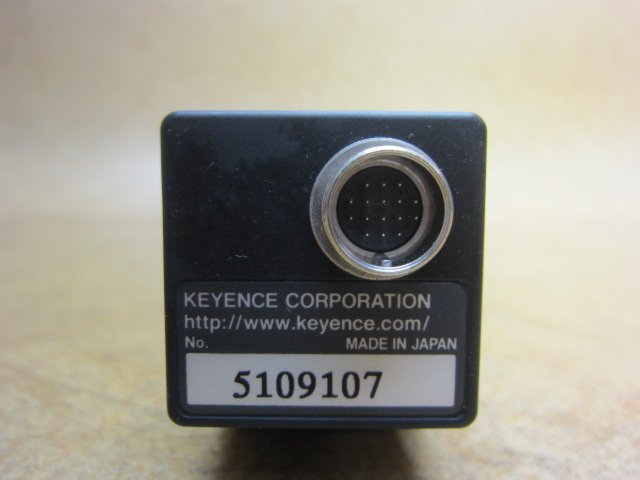 KEYENCE CORPORATION
http://www.keyence.com/
No. MADE IN JAPAN
5109107